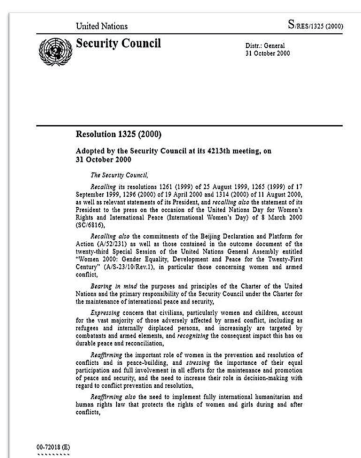 United Nations
S/RES/1325 (2000)
Security Council
Distr.: General
31 October 2000
Resolution 1325 (2000)
Adopted by the Security Council at its 4213th meeting, on
31 October 2000
The Security Council,
Recalling its resolutions 1261 (1999) of 25 August 1999, 1265 (1999) of 17
September 1999, 1296 (2000) of 19 April 2000 and 1314 (2000) of 11 August 2000,
as well as relevant statements of its President, and recalling also the statement of its
President to the press on the occasion of the United Nations Day for Women's
Rights and International Peace (International Women's Day) of 8 March 2000
(SC/6816),
Recalling also the commitments of the Beijing Declaration and Platform for
Action (A/52/231) as well as those contained in the outcome document of the
twenty-third Special Session of the United Nations General Assembly entitled
"Women 2000: Gender Equality, Development and Peace for the Twenty-First
Century" (A/S-23/10/Rev.1), in particular those concerning women and armed
conflict,
Bearing in mind the purposes and principles of the Charter of the United
Nations and the primary responsibility of the Security Council under the Charter for
the maintenance of international peace and security,
Expressing concern that civilians, particularly women and children, account
for the vast majority of those adversely affected by armed conflict, including as
refugees and internally displaced persons, and increasingly are targeted by
combatants and armed elements, and recognizing the consequent impact this has on
durable peace and reconciliation,
Reaffirming the important role of women in the prevention and resolution of
conflicts and in peace-building, and stressing the importance of their equal
participation and full involvement in all efforts for the maintenance and promotion
of peace and security, and the need to increase their role in decision-making with
regard to conflict prevention and resolution,
Reaffirming also the need to implement fully international humanitarian and
human rights law that protects the rights of women and girls during and after
conflicts,
00-72018 (E)